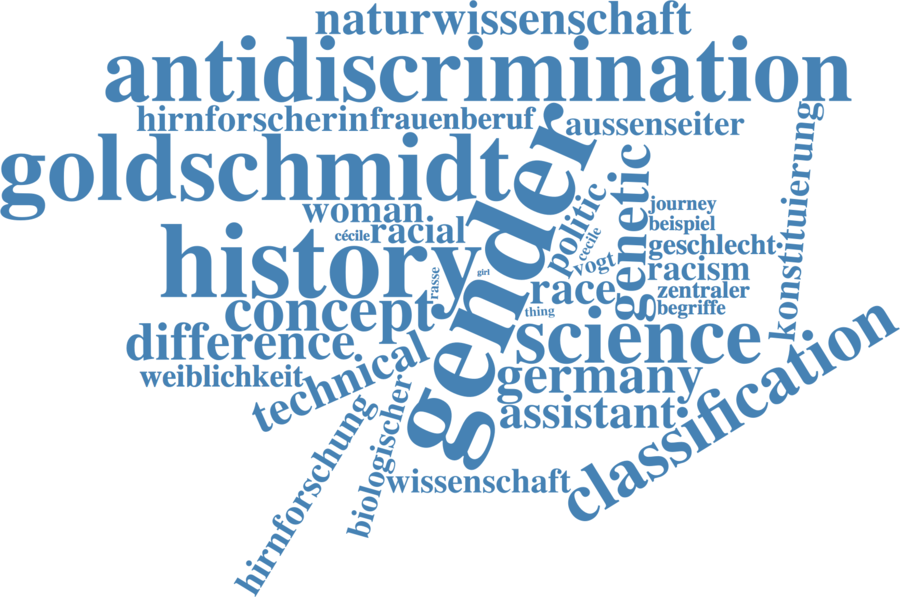 naturwissenschaft
antidiscrimination
hirnforscherin
frauenberuf
aussenseiter
goldschmidt
gender
woman
cécile
racial
politic
cecile
genetic
journey
beispiel
konstituierung
history
rasse
girl
vogt
geschlecht
racism
race
zentraler
begriffe
thing
concept
difference
science
weiblichkeit
technical
germany
classification
assistant
hirnforschung
biologischer
wissenschaft